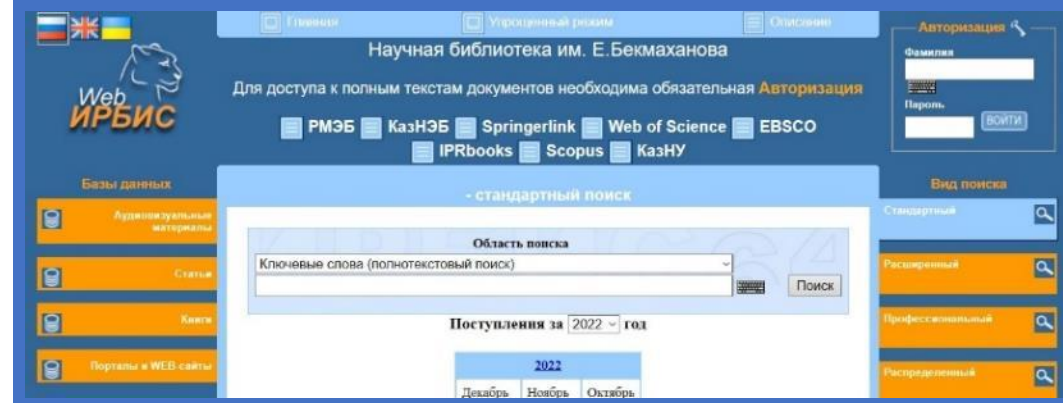 Главная
Упрощенный режим
Описание
Web
ИРБИС
Научная библиотека им. Е.Бекмаханова
Для доступа к полным текстам документов необходима обязательная Авторизация
РМЭБ КазНЭБ Springerlink Web of Science EBSCO
IPRbooks Scopus КазНУ
Авторизация
Фамилия
Пароль
ВОЙТИ
Базы данных
Аудиовизуальные
материалы
Статьи
Книги
Порталы и WEB-сайты
- стандартный поиск
Область поиска
Ключевые слова (полнотекстовый поиск)
Поиск
Поступления за 2022 год
2022
Декабрь Ноябрь Октябрь
Вид поиска
Стандартный
Расширенный
Профессиональный
Распределенный